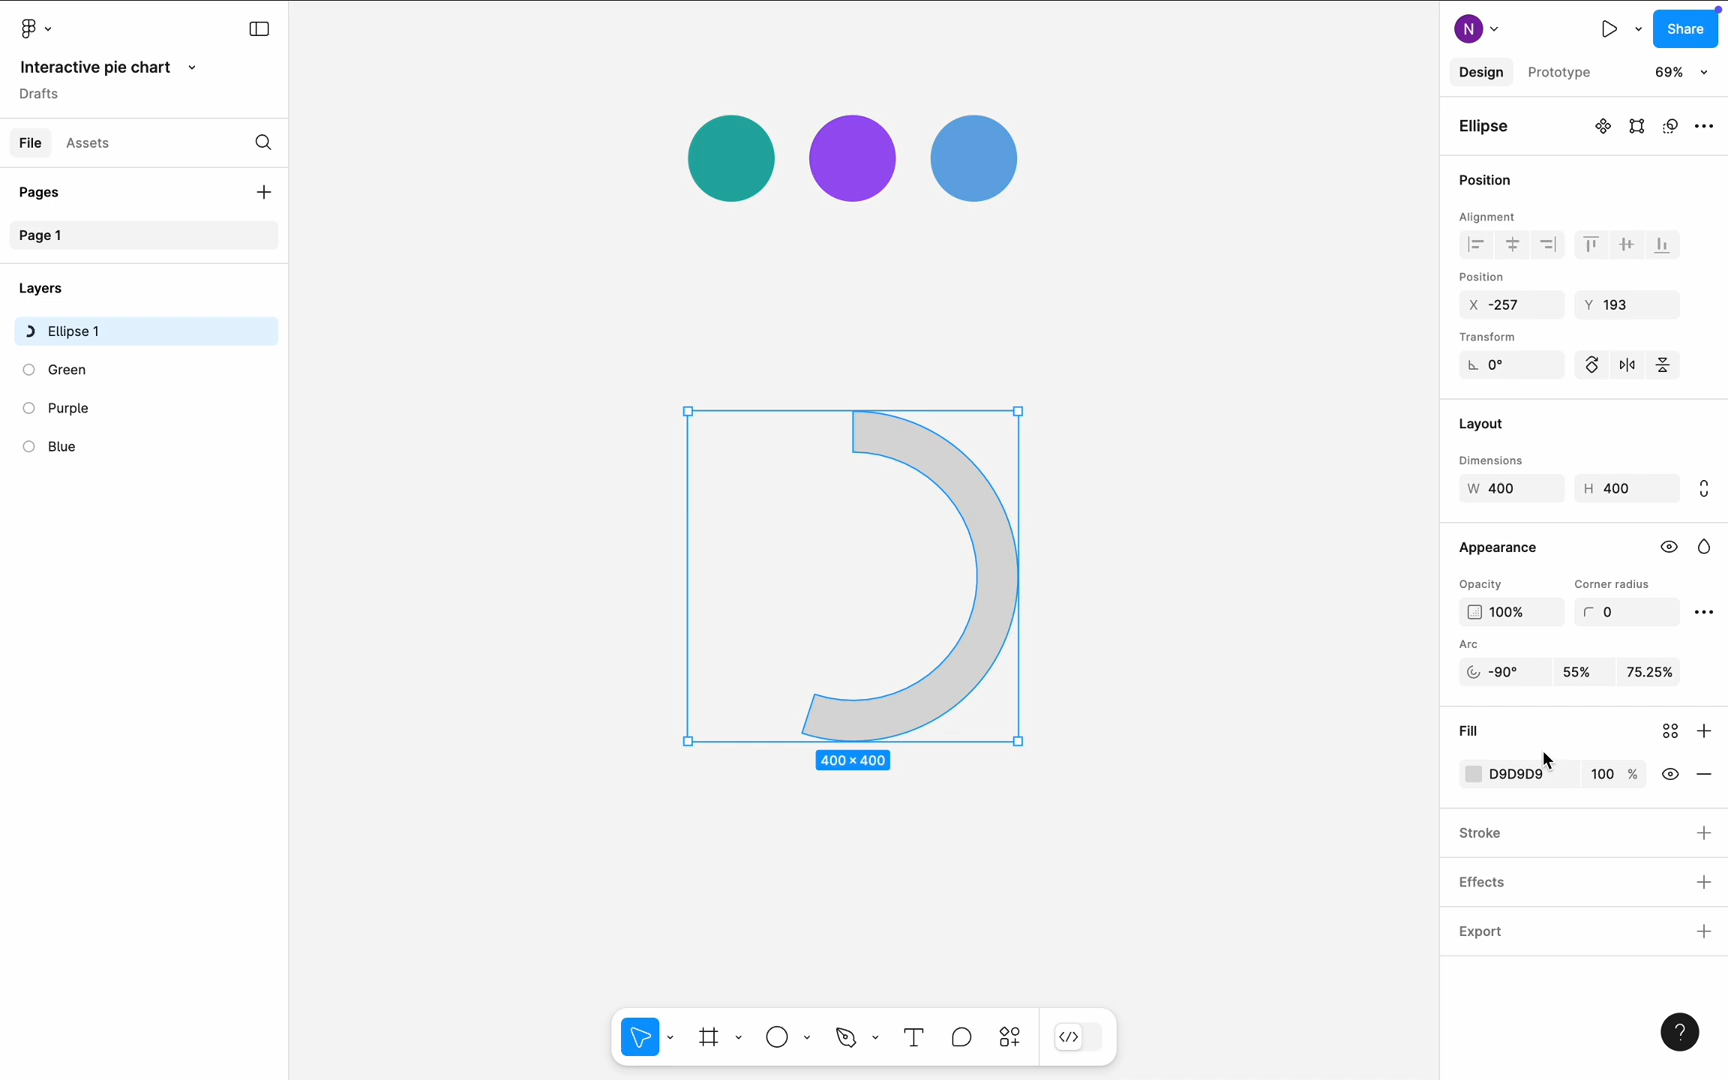 Interactive pie chart
Drafts
File Assets
Pages
Page 1
Layers
Ellipse 1
Green
Purple
Blue
400 × 400
N
Share
Design Prototype 69%
Ellipse
Position
Alignment
Position
X -257 Y 193
Transform
0°
Layout
Dimensions
W 400 H 400
Appearance
Opacity Corner radius
100% 0
Arc
-90° 55% 75.25%
Fill
D9D9D9 100 %
Stroke
Effects
Export
?